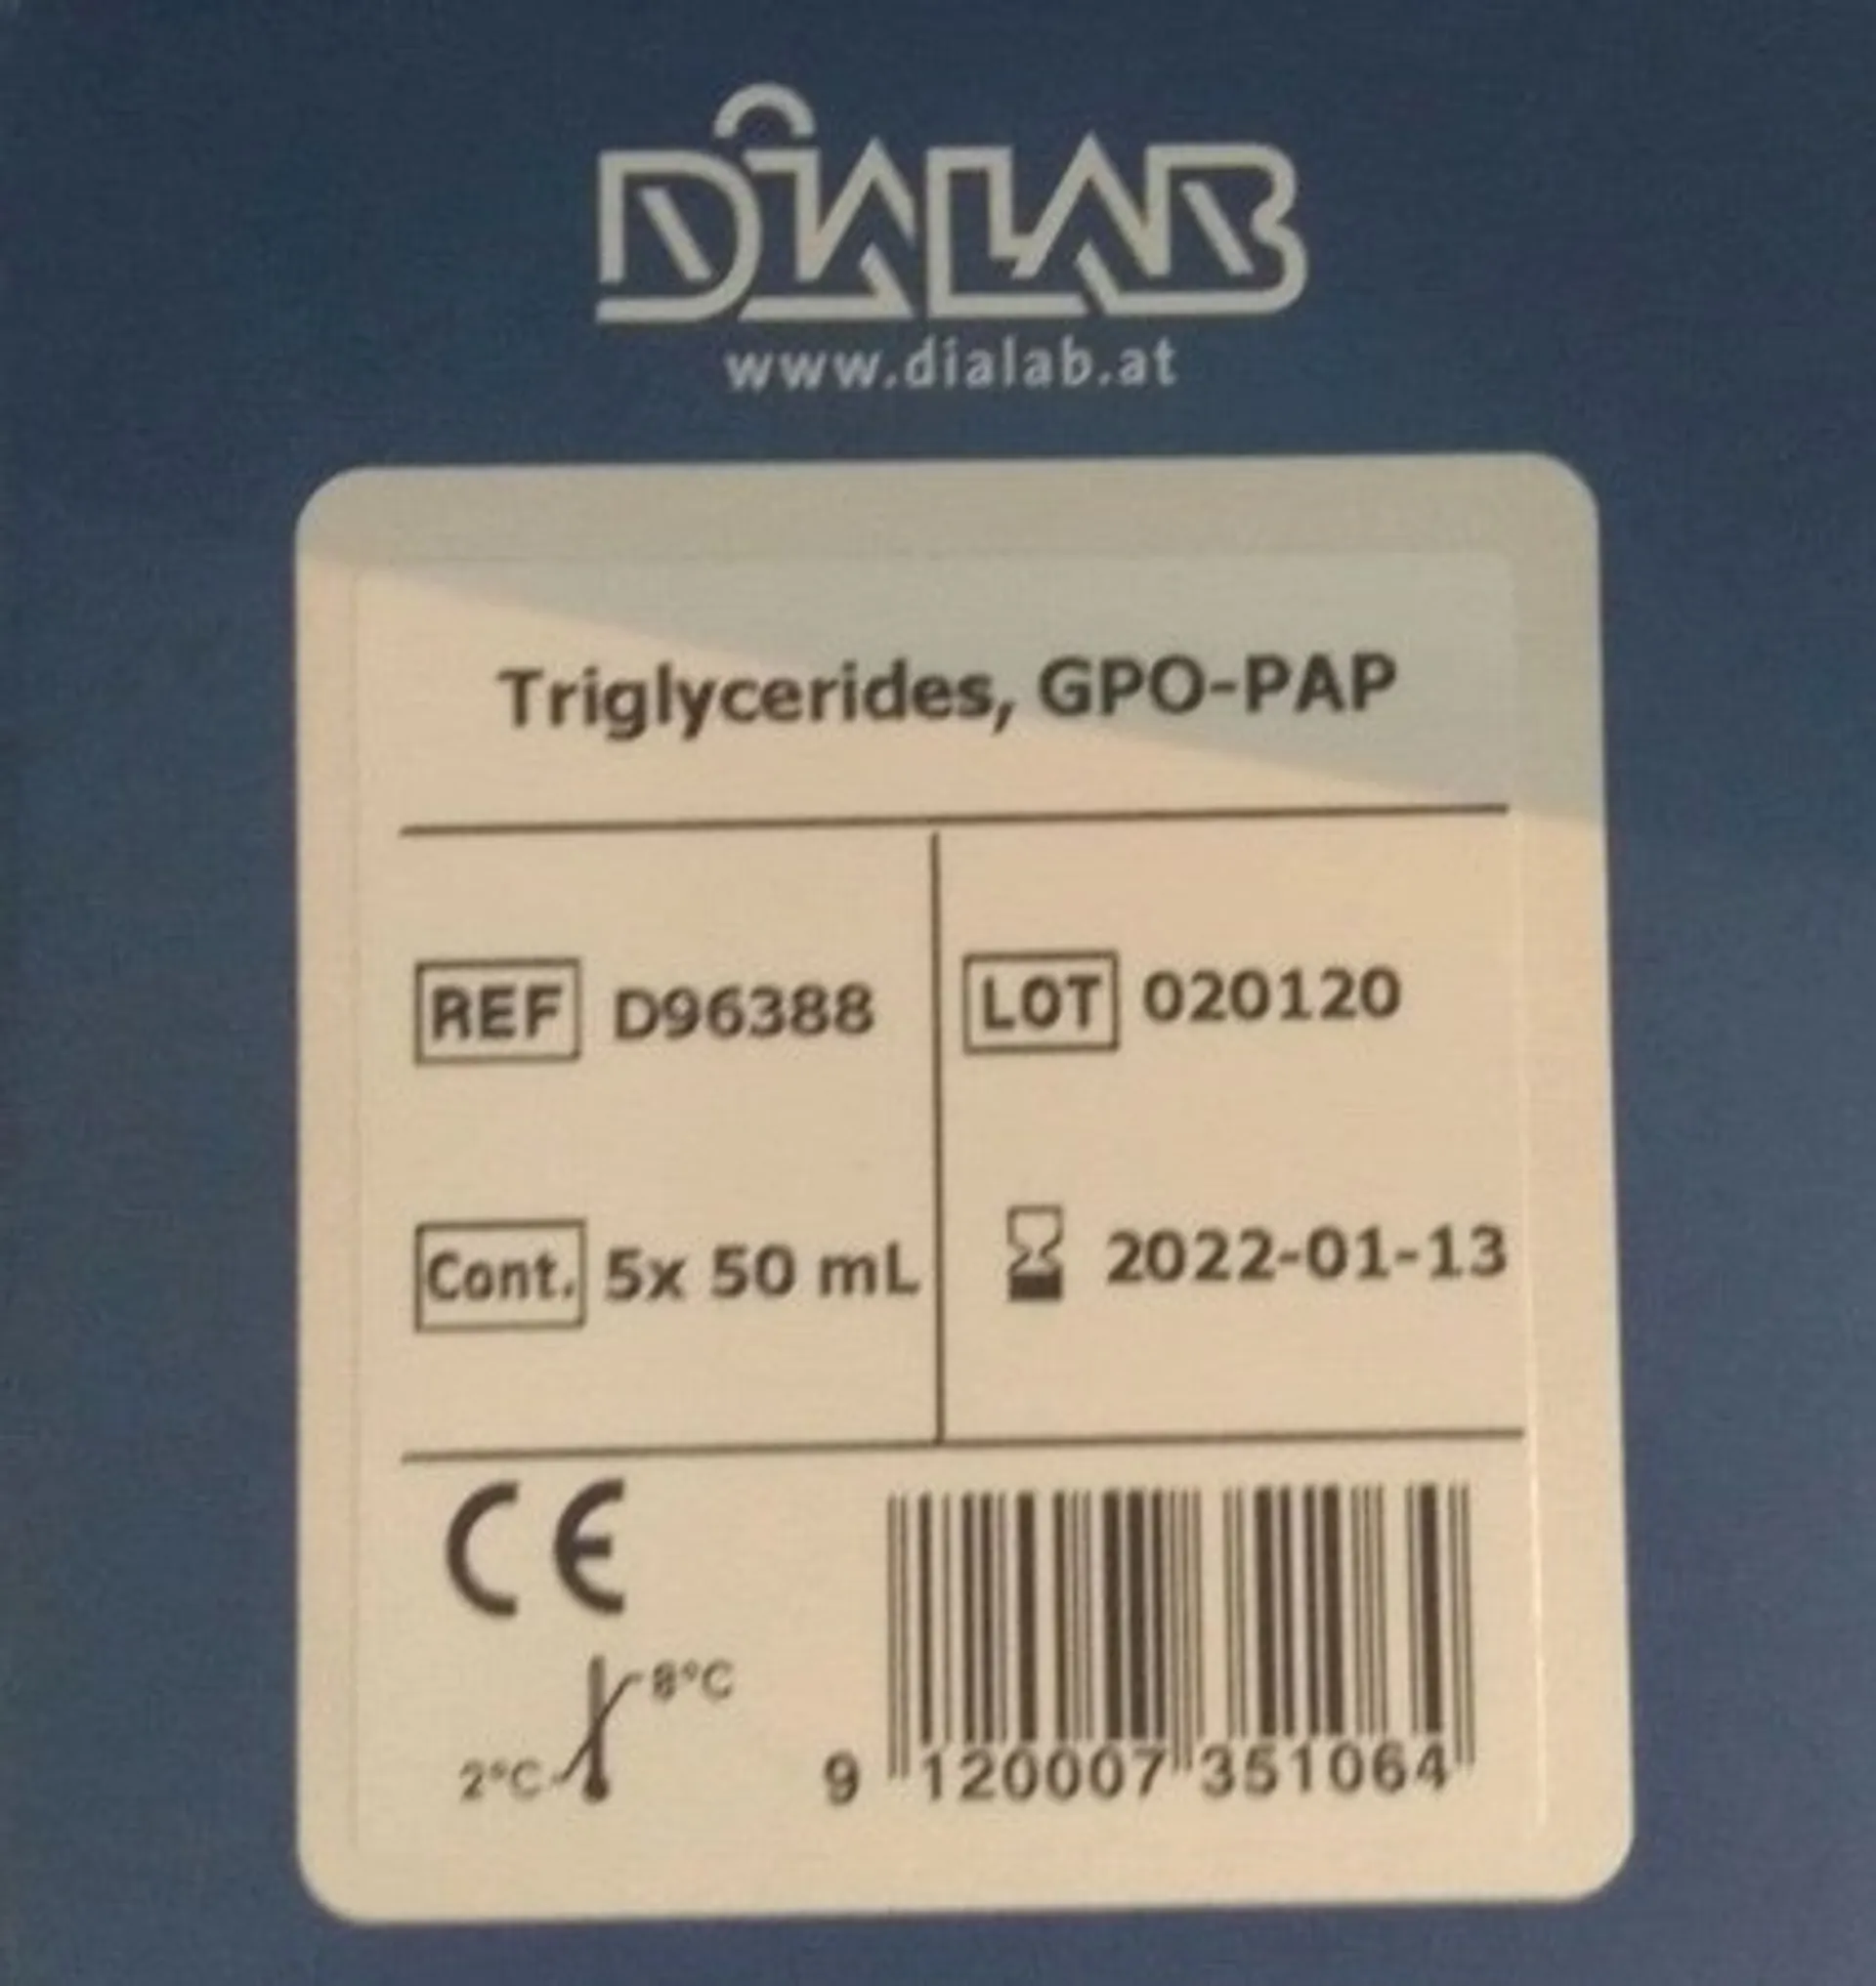 DiALAB
www.dialab.at
Triglycerides, GPO-PAP
REF D96388
LOT 020120
Cont. 5x 50 mL
2022-01-13
CE
8°C
2°C
9 120007 351064